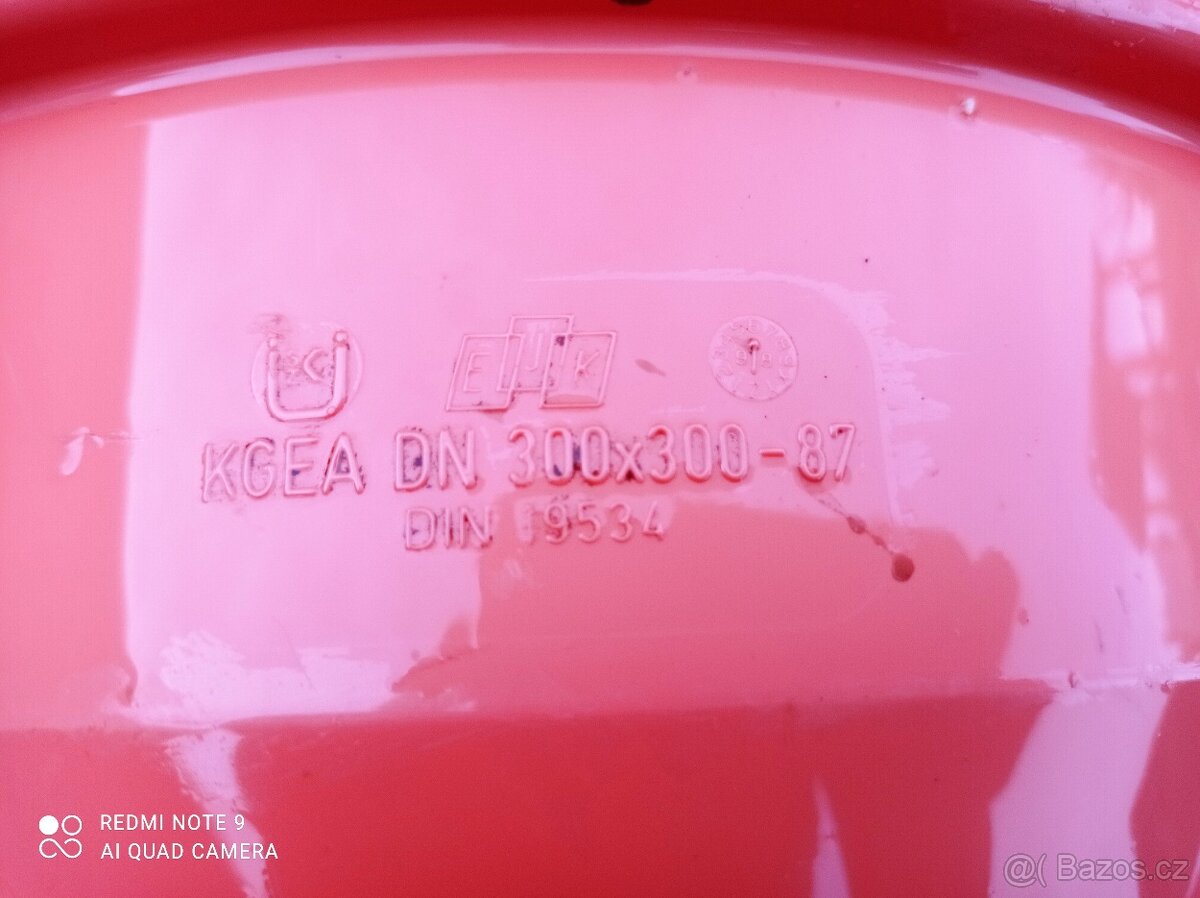 EJK
KGEA DN 300x300-87
DIN 19534
REDMI NOTE 9
AI QUAD CAMERA
@( Bazos.cz